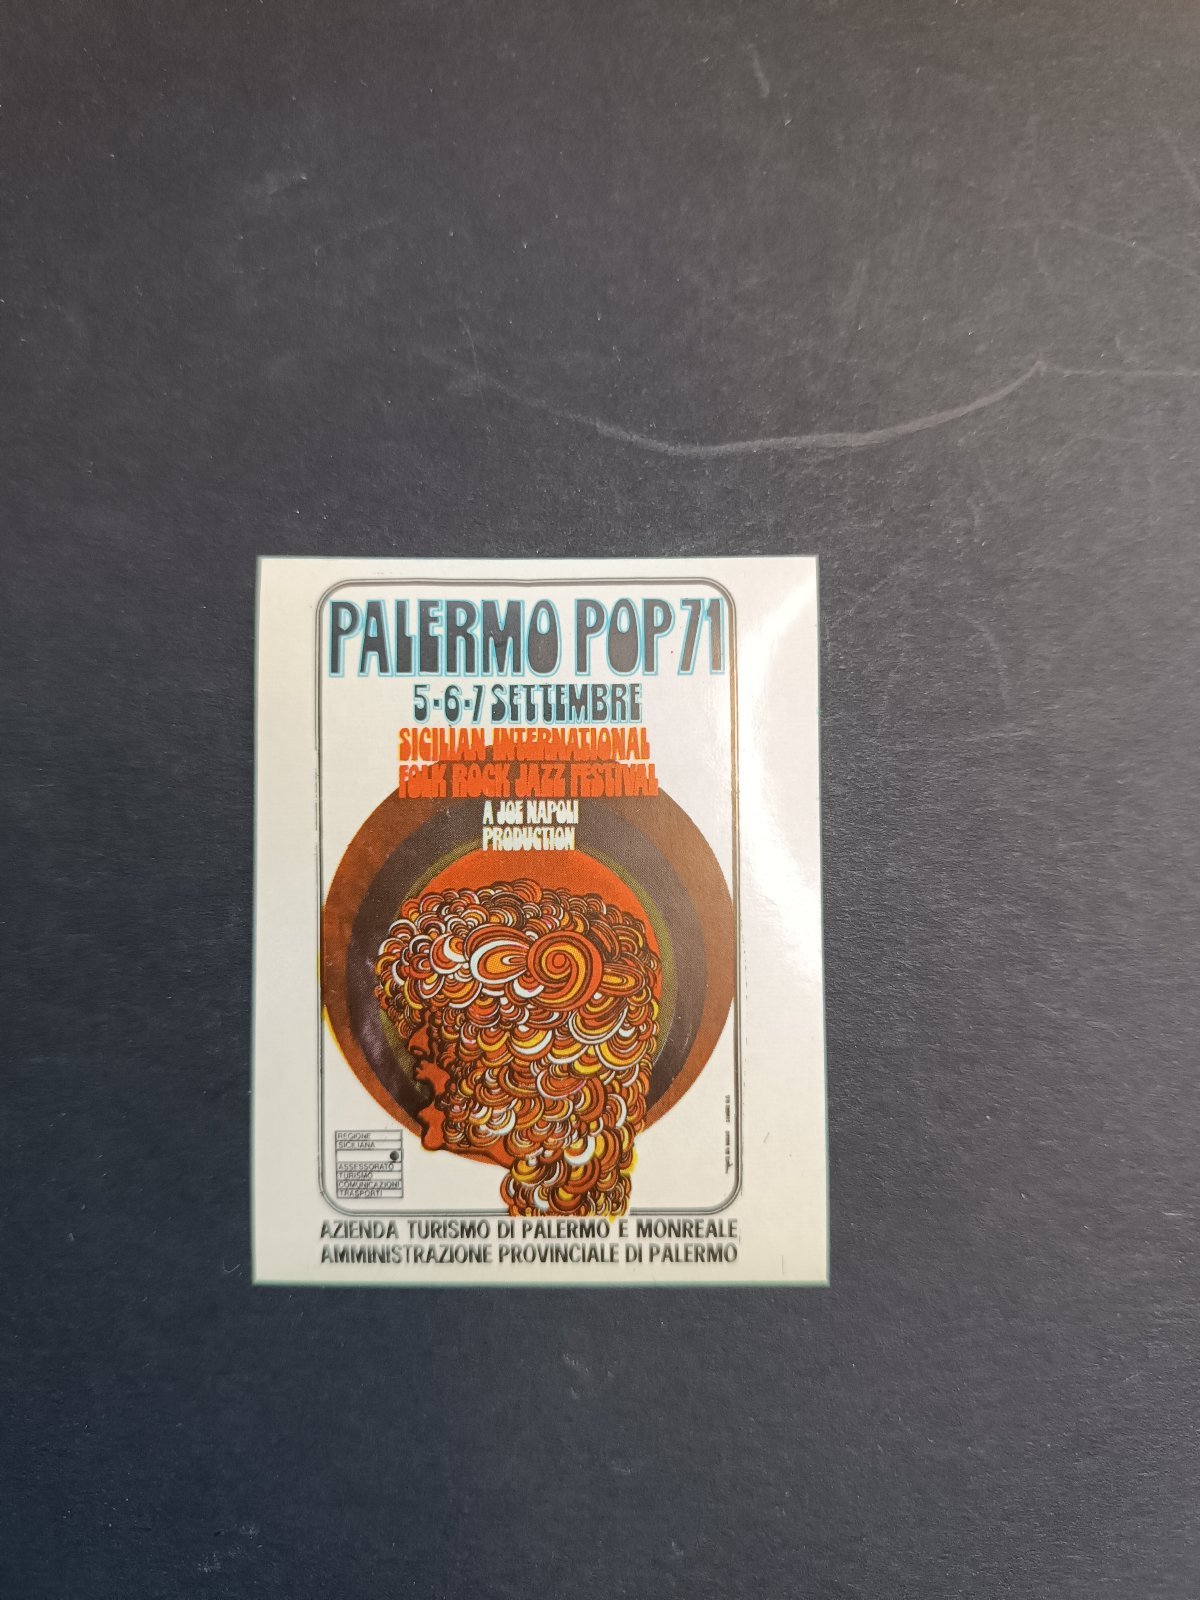 PALERMO POP 71
5-6-7 SETTEMBRE
SICILIAN INTERNATIONAL
FOLK ROCK JAZZ FESTIVAL
A JOE NAPOLI
PRODUCTION
REGIONE
SICILIANA
ASSESSORATO
TURISMO
COMUNICAZIONI
TRASPORTI
AZIENDA TURISMO DI PALERMO E MONREALE
AMMINISTRAZIONE PROVINCIALE DI PALERMO